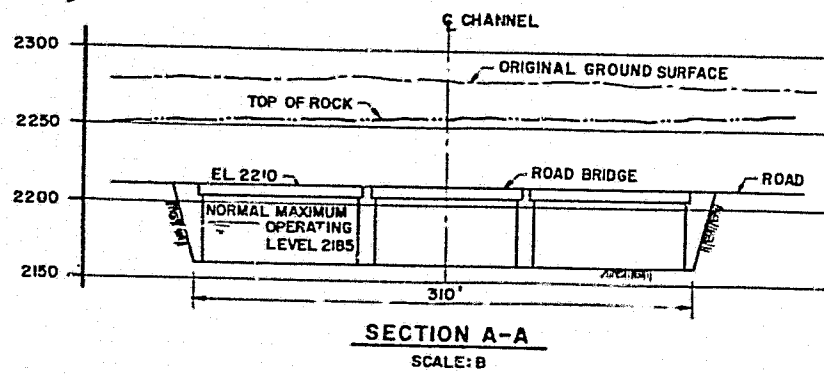 ℄ CHANNEL
2300
ORIGINAL GROUND SURFACE
TOP OF ROCK
2250
EL 2210
ROAD BRIDGE
ROAD
2200
NORMAL MAXIMUM
OPERATING
LEVEL 2185
2150
310'
SECTION A-A
SCALE: B